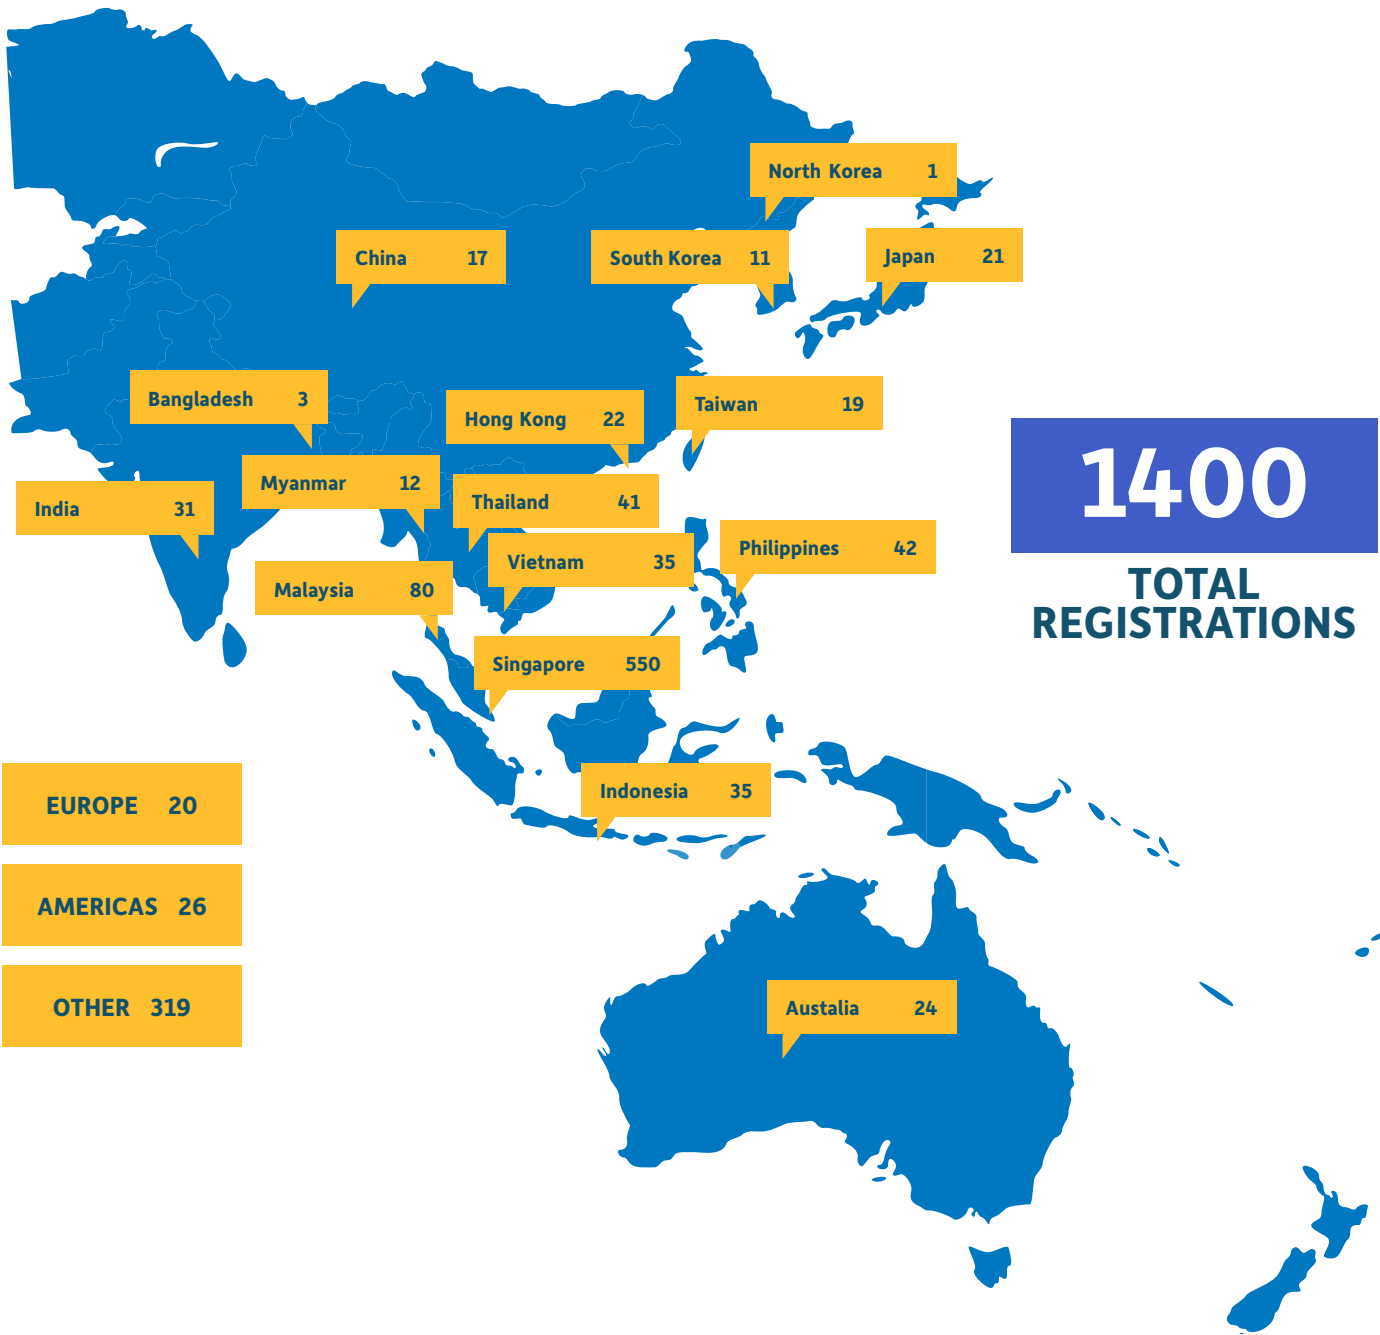 North Korea 1
China 17
South Korea 11
Japan 21
Bangladesh 3
Hong Kong 22
Taiwan 19
Myanmar 12
Thailand 41
India 31
Vietnam 35
Philippines 42
Malaysia 80
Singapore 550
Indonesia 35
Austalia 24
1400
TOTAL
REGISTRATIONS
EUROPE 20
AMERICAS 26
OTHER 319